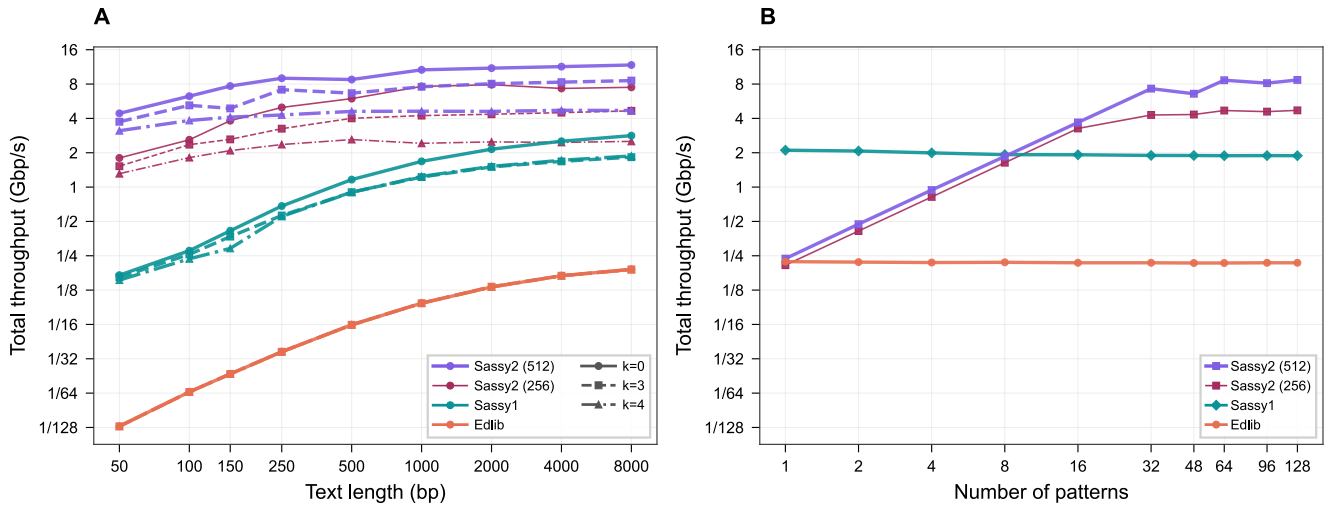 A
Total throughput (Gbp/s)
16
8
4
2
1
1/2
1/4
1/8
1/16
1/32
1/64
1/128
50
100
150
250
500
1000
2000
4000
8000
Text length (bp)
Sassy2 (512)
Sassy2 (256)
Sassy1
Edlib
k=0
k=3
k=4
B
Total throughput (Gbp/s)
16
8
4
2
1
1/2
1/4
1/8
1/16
1/32
1/64
1/128
1
2
4
8
16
32
48
64
96
128
Number of patterns
Sassy2 (512)
Sassy2 (256)
Sassy1
Edlib